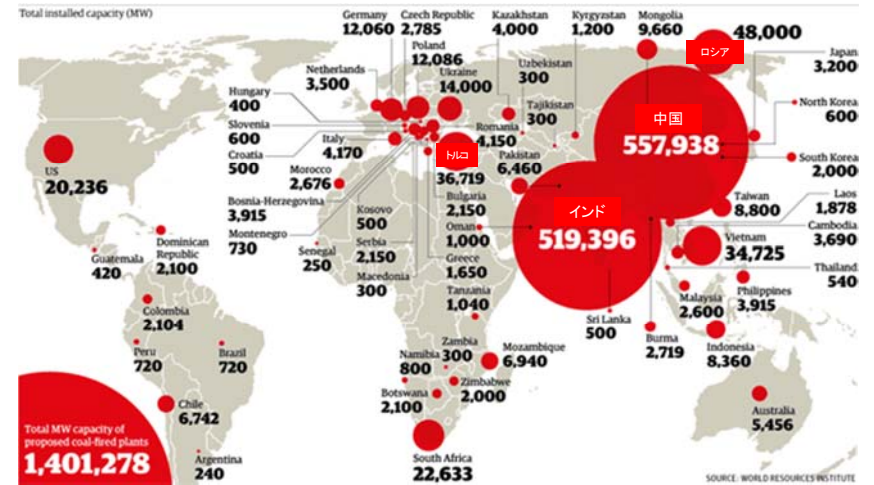 Total installed capacity (MW)
Germany
12,060
Czech Republic
2,785
Kazakhstan
4,000
Kyrgyzstan
1,200
Mongolia
9,660
48,000
ロシア
Japan
3,200
Poland
12,086
Netherlands
3,500
Ukraine
14,000
Uzbekistan
300
Hungary
400
Tajikistan
300
中国
557,938
North Korea
600
Slovenia
600
Italy
4,170
Romania
4,150
Croatia
500
トルコ
36,719
Pakistan
6,460
South Korea
2,000
US
20,236
Morocco
2,676
Bosnia-Herzegovina
3,915
Bulgaria
2,150
インド
519,396
Taiwan
8,800
Laos
1,878
Kosovo
500
Montenegro
730
Oman
1,000
Cambodia
3,690
Vietnam
34,725
Dominican
Republic
2,100
Guatemala
420
Senegal
250
Serbia
2,150
Greece
1,650
Macedonia
300
Thailand
540
Tanzania
1,040
Sri Lanka
500
Malaysia
2,600
Philippines
3,915
Colombia
2,104
Burma
2,719
Indonesia
8,360
Peru
720
Brazil
720
Zambia
300
Mozambique
6,940
Namibia
800
Zimbabwe
2,000
Botswana
2,100
Chile
6,742
Australia
5,456
Total MW capacity of
proposed coal-fired plants
1,401,278
Argentina
240
South Africa
22,633
SOURCE: WORLD RESOURCES INSTITUTE